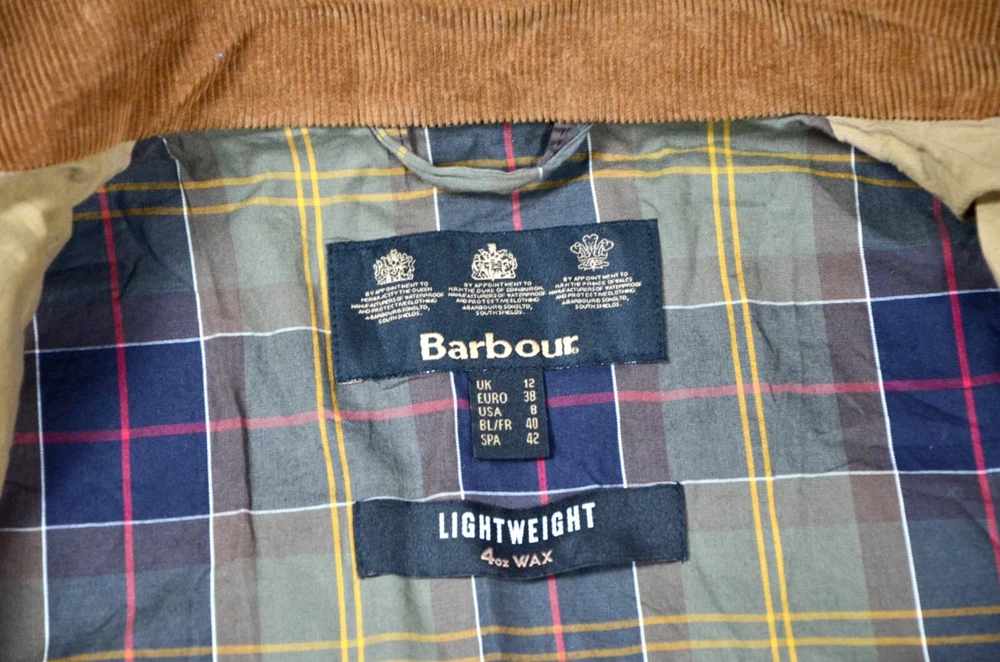 BY APPOINTMENT TO
HER MAJESTY THE QUEEN
MANUFACTURERS OF WATERPROOF
AND PROTECTIVE CLOTHING
J.BARBOUR & SONS LTD,
SOUTH SHIELDS.
BY APPOINTMENT TO
H.R.H. THE DUKE OF EDINBURGH,
MANUFACTURERS OF WATERPROOF
AND PROTECTIVE CLOTHING
J.BARBOUR & SONS LTD,
SOUTH SHIELDS.
BY APPOINTMENT TO
H.R.H. THE PRINCE OF WALES
MANUFACTURERS OF WATERPROOF
AND PROTECTIVE CLOTHING
J.BARBOUR & SONS LTD,
SOUTH SHIELDS.
Barbour®
UK 12
EURO 38
USA 8
BL/FR 40
SPA 42
LIGHTWEIGHT
4oz WAX